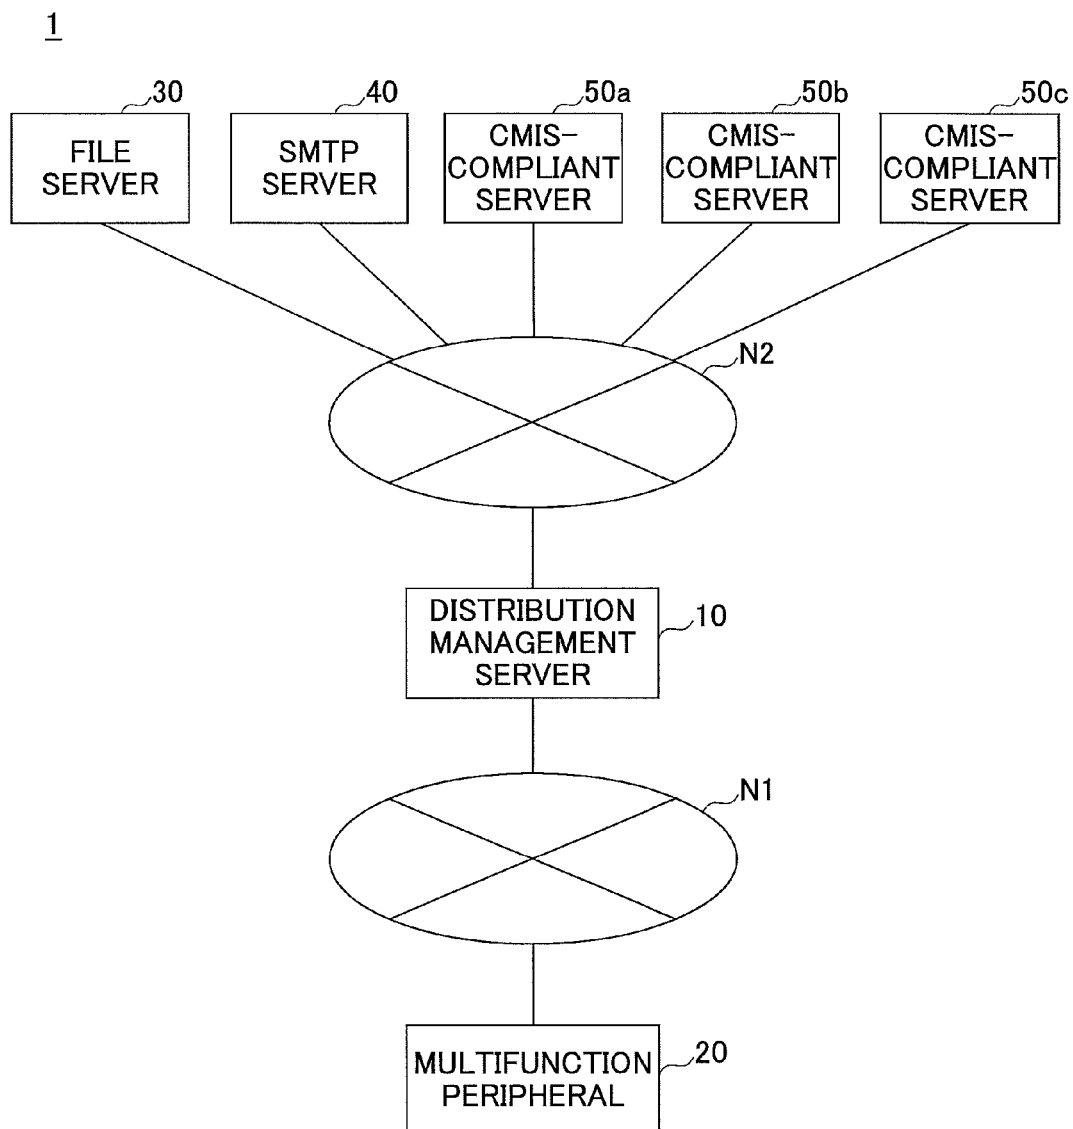 1
30
40
50a
50b
50c
FILE
SERVER
SMTP
SERVER
CMIS-
COMPLIANT
SERVER
CMIS-
COMPLIANT
SERVER
CMIS-
COMPLIANT
SERVER
N2
DISTRIBUTION
MANAGEMENT
SERVER
10
N1
MULTIFUNCTION
PERIPHERAL
20